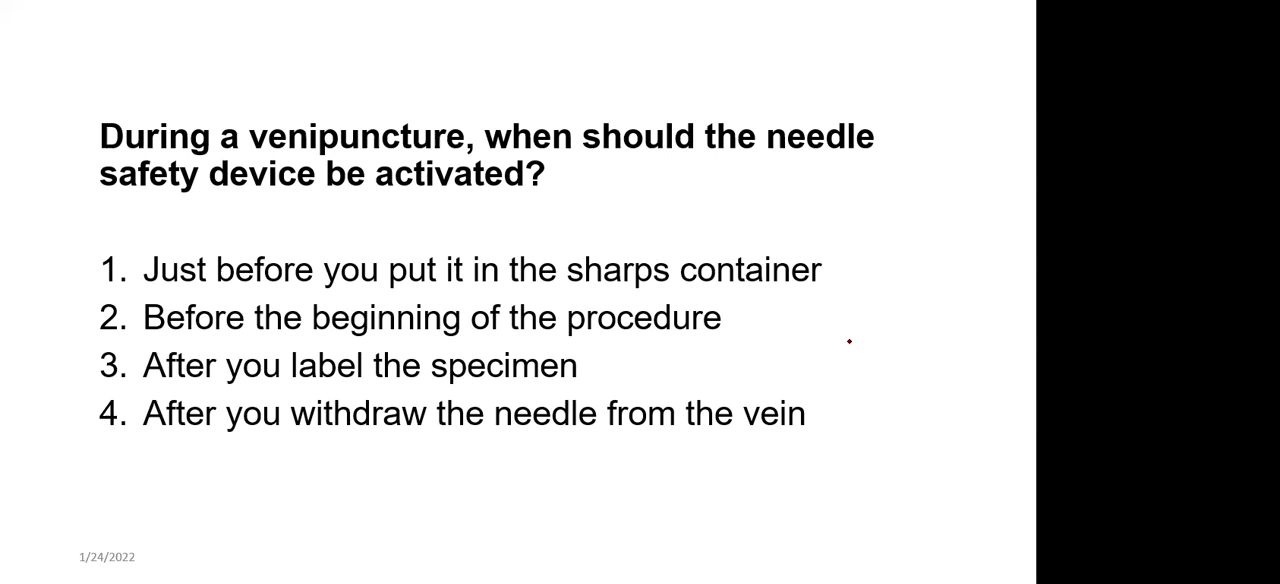 During a venipuncture, when should the needle
safety device be activated?
1. Just before you put it in the sharps container
2. Before the beginning of the procedure
3. After you label the specimen
4. After you withdraw the needle from the vein
1/24/2022